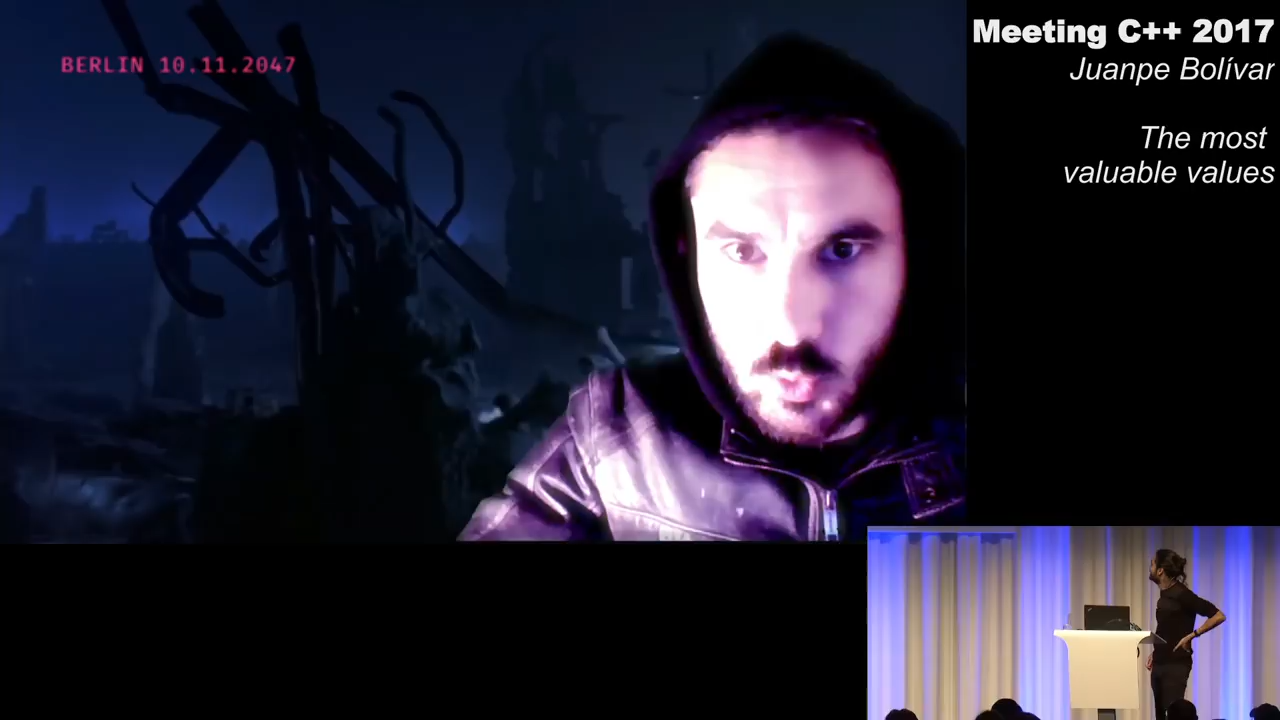 BERLIN 10.11.2047
Meeting C++ 2017
Juanpe Bolívar
The most
valuable values